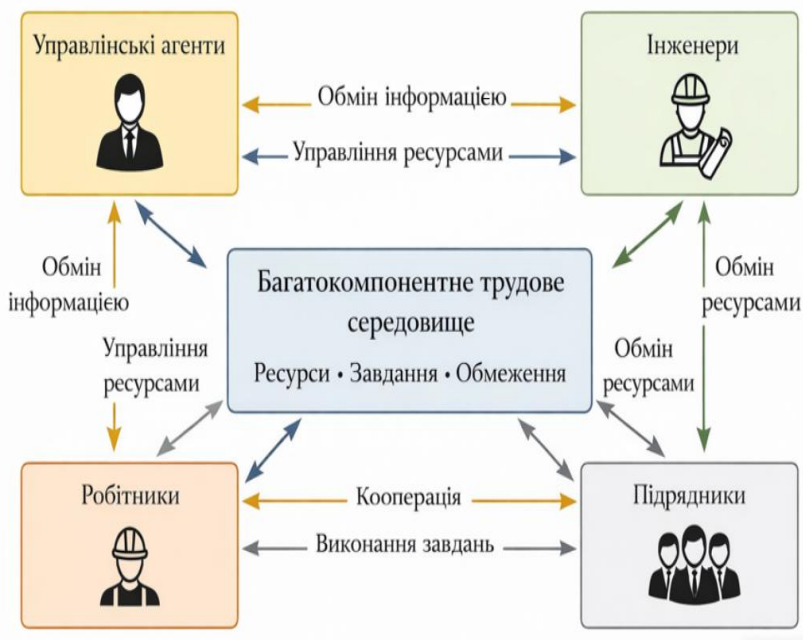 Управлінські агенти
Інженери
Обмін інформацією
Управління ресурсами
Обмін
інформацією
Багатокомпонентне трудове
середовище
Ресурси • Завдання • Обмеження
Обмін
ресурсами
Управління
ресурсами
Обмін
ресурсами
Робітники
Кооперація
Виконання завдань
Підрядники